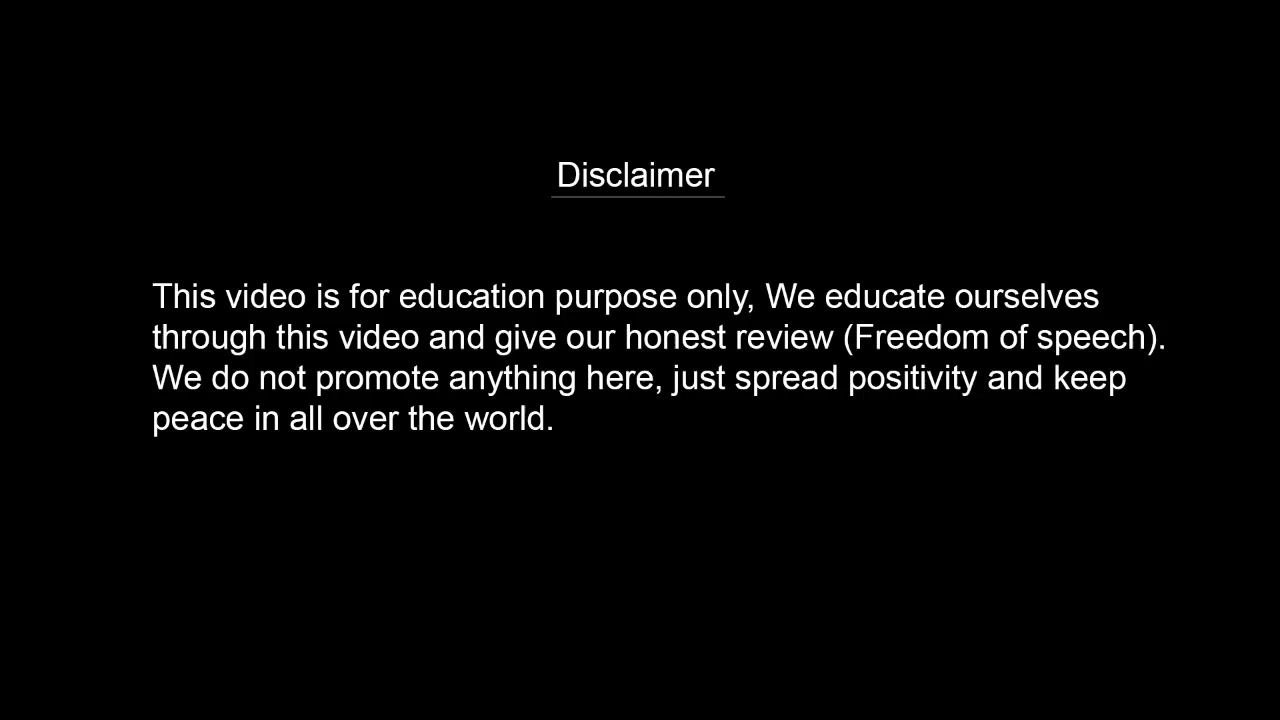 Disclaimer
This video is for education purpose only, We educate ourselves
through this video and give our honest review (Freedom of speech).
We do not promote anything here, just spread positivity and keep
peace in all over the world.